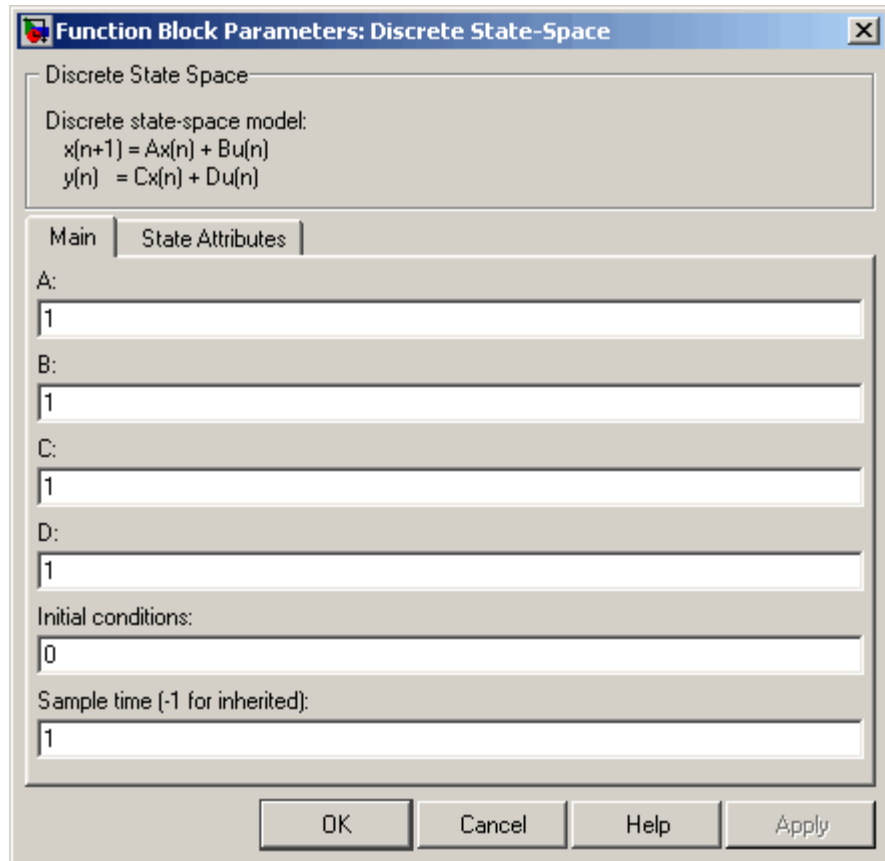 Function Block Parameters: Discrete State-Space
Discrete State Space
Discrete state-space model:
x(n+1) = Ax(n) + Bu(n)
y(n) = Cx(n) + Du(n)
Main State Attributes
A:
1
B:
1
C:
1
D:
1
Initial conditions:
0
Sample time (-1 for inherited):
1
OK Cancel Help Apply